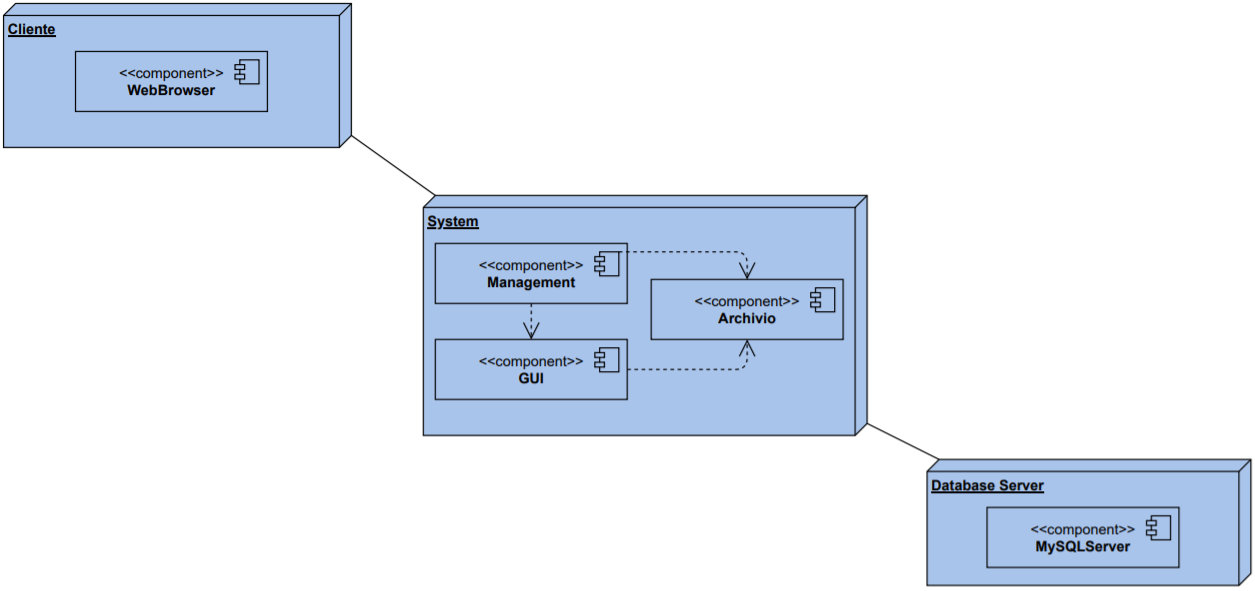 Cliente
<<component>>
WebBrowser
System
<<component>>
Management
<<component>>
Archivio
<<component>>
GUI
Database Server
<<component>>
MySQLServer